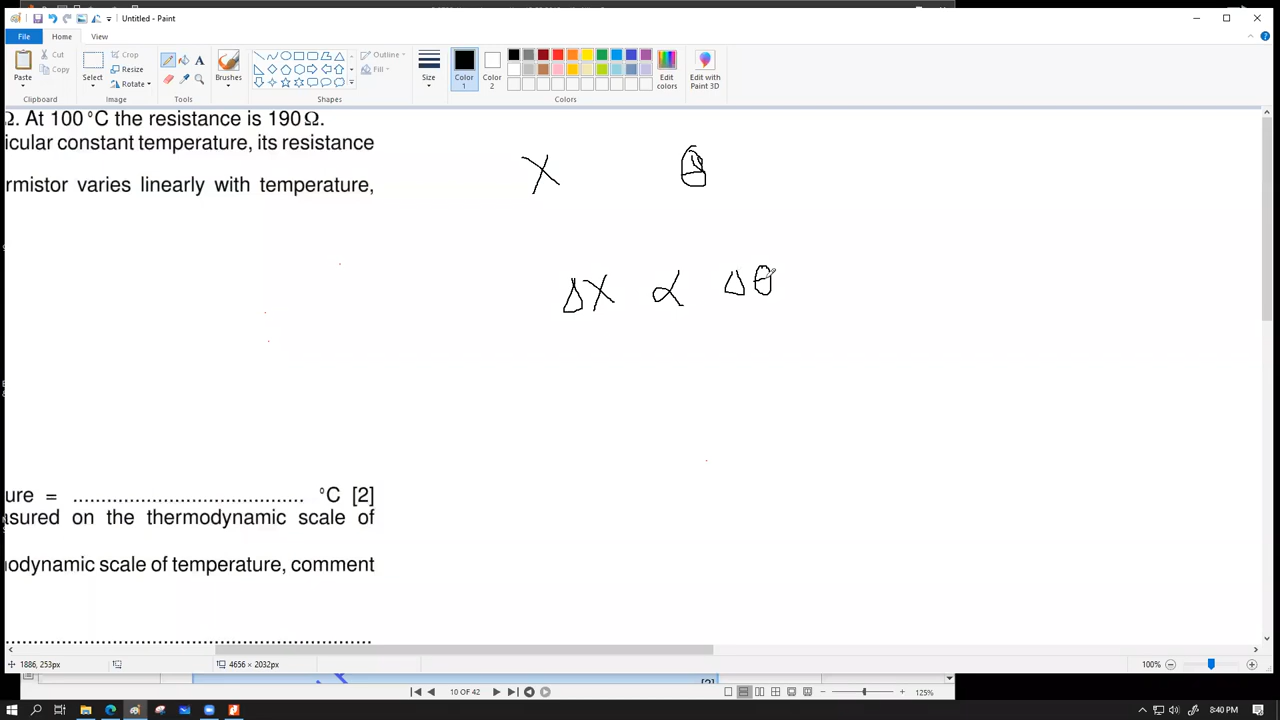 Untitled - Paint
File Home View
Paste Cut Copy Select Crop Resize Rotate Brushes Size Outline Fill Color 1 Color 2 Edit colors Edit with Paint 3D
Clipboard Image Tools Shapes Colors
Ω. At 100 °C the resistance is 190 Ω.
icular constant temperature, its resistance
rmistor varies linearly with temperature,
X θ
ΔX ∝ Δθ
ure = ........................................ °C [2]
asured on the thermodynamic scale of
modynamic scale of temperature, comment
1886, 253px 4656 × 2032px 100%
10 OF 42 125%
8:40 PM